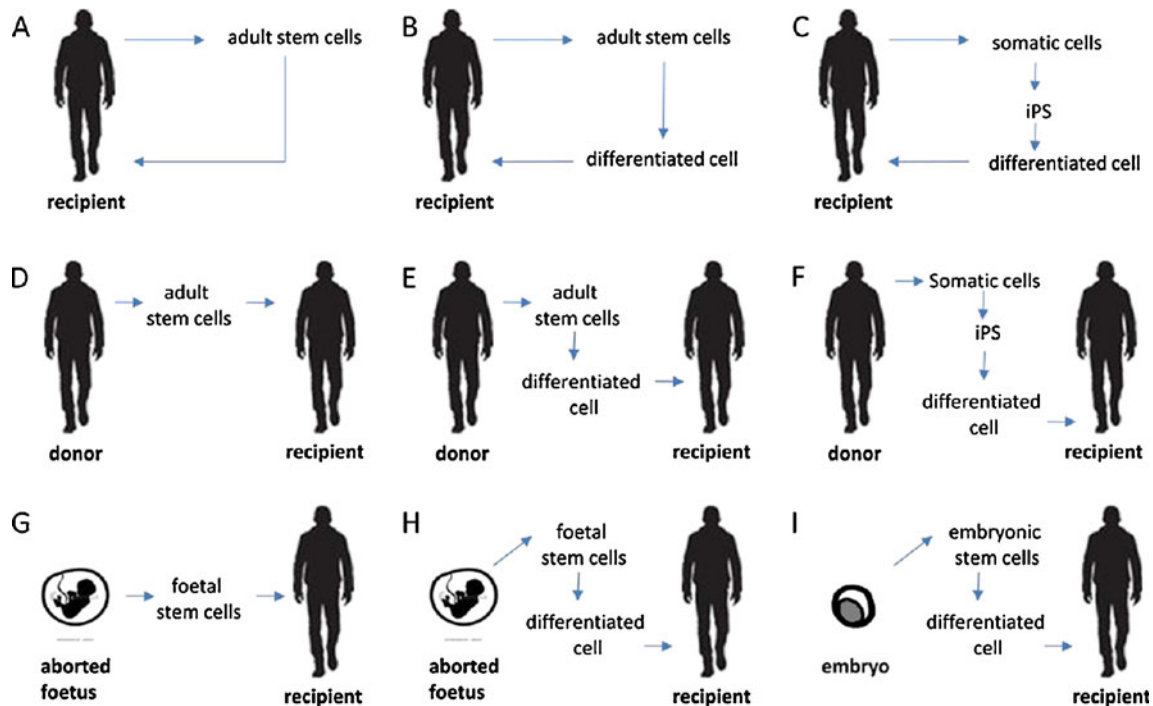 A
adult stem cells
recipient
B
adult stem cells
differentiated cell
recipient
C
somatic cells
iPS
differentiated cell
recipient
D
adult
stem cells
donor
recipient
E
adult
stem cells
differentiated
cell
donor
recipient
F
Somatic cells
iPS
differentiated
cell
donor
recipient
G
foetal
stem cells
aborted
foetus
recipient
H
foetal
stem cells
differentiated
cell
aborted
foetus
recipient
I
embryonic
stem cells
differentiated
cell
embryo
recipient